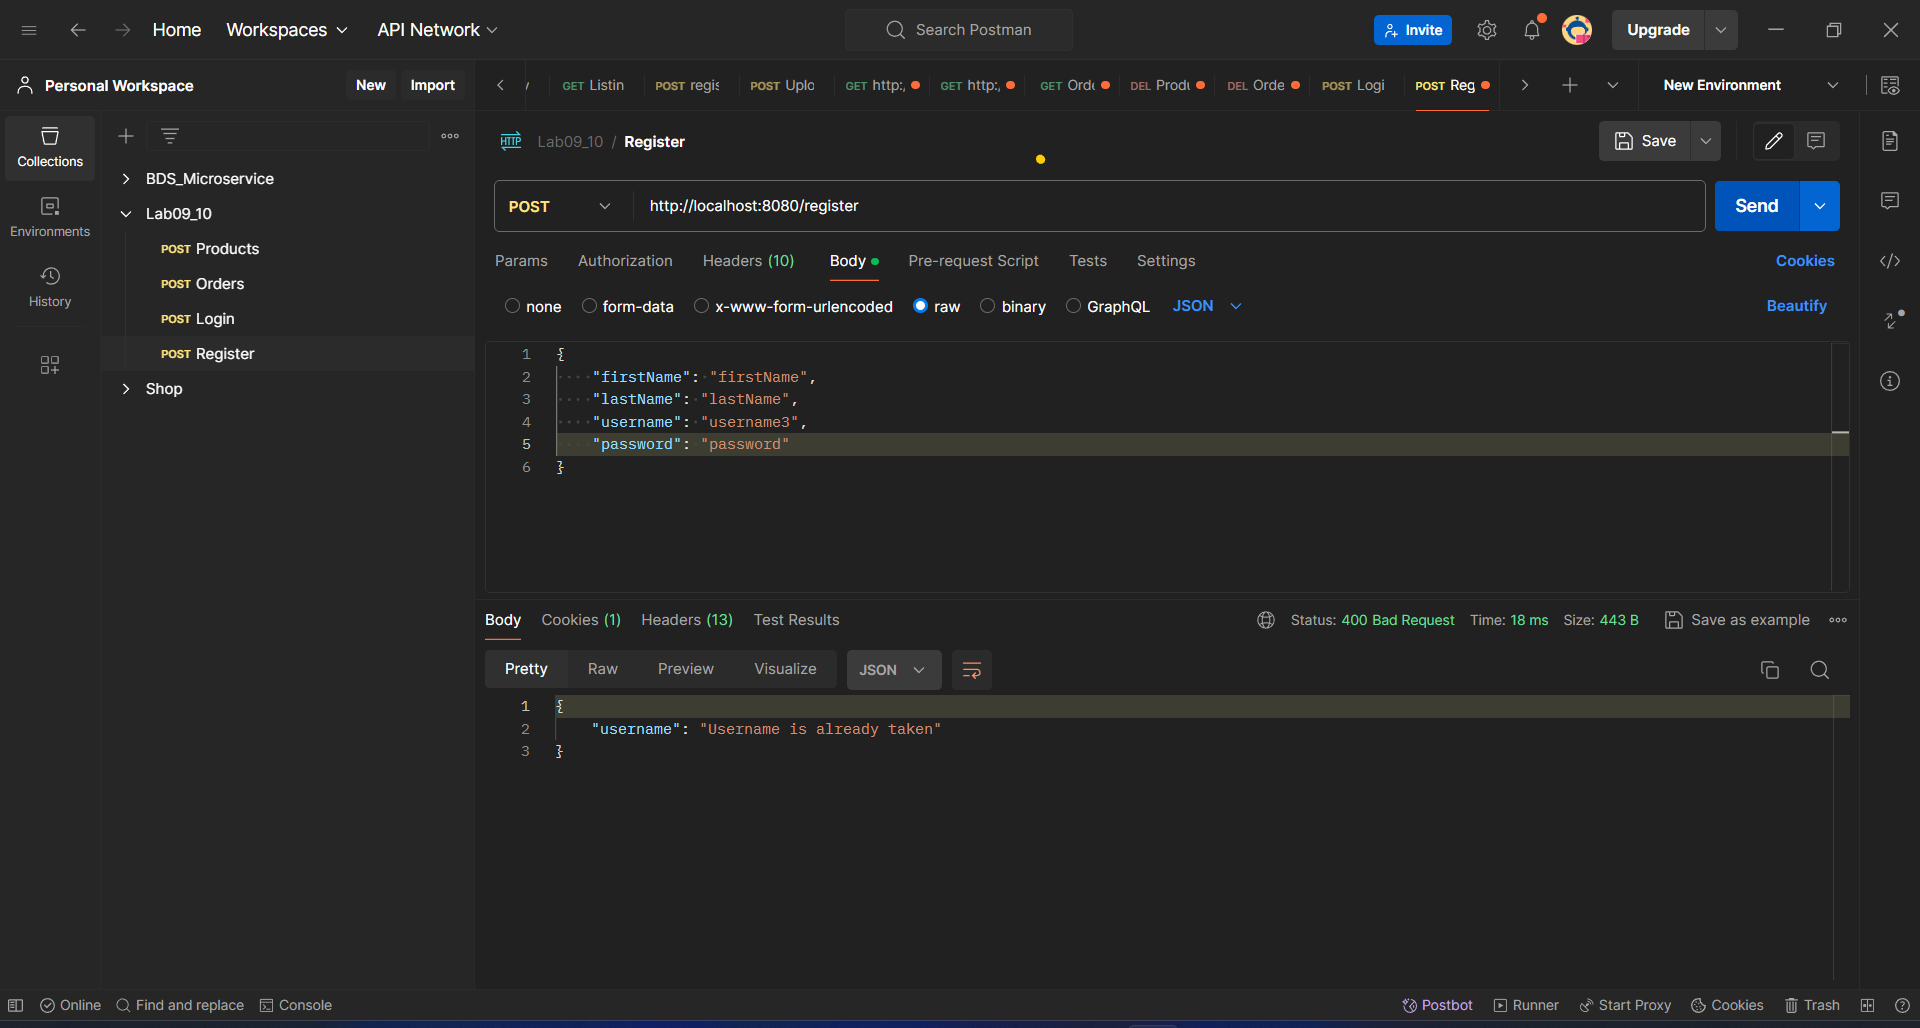 Home Workspaces API Network Search Postman Invite Upgrade
Personal Workspace New Import GET Listin POST regis POST Uplo GET http:, GET http:, GET Orde DEL Produ DEL Orde POST Logi POST Reg New Environment
Collections
Environments
History
BDS_Microservice
Lab09_10
POST Products
POST Orders
POST Login
POST Register
Shop
HTTP Lab09_10 / Register Save
POST http://localhost:8080/register Send
Params Authorization Headers (10) Body Pre-request Script Tests Settings Cookies
none form-data x-www-form-urlencoded raw binary GraphQL JSON Beautify
1 {
2 "firstName": "firstName",
3 "lastName": "lastName",
4 "username": "username3",
5 "password": "password"
6 }
Body Cookies (1) Headers (13) Test Results Status: 400 Bad Request Time: 18 ms Size: 443 B Save as example
Pretty Raw Preview Visualize JSON
1 {
2 "username": "Username is already taken"
3 }
Online Find and replace Console Postbot Runner Start Proxy Cookies Trash